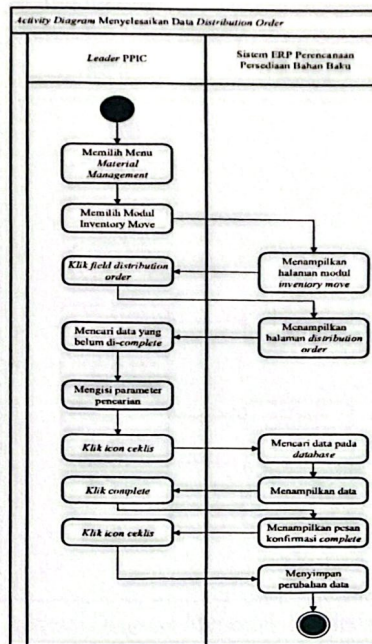 Activity Diagram Menyelesaikan Data Distribution Order
Leader PPIC
Sistem ERP Perencanaan
Persediaan Bahan Baku
Memilih Menu
Material
Management
Memilih Modul
Inventory Move
Menampilkan
halaman modul
inventory move
Klik field distribution
order
Menampilkan
halaman distribution
order
Mencari data yang
belum di-complete
Mengisi parameter
pencarian
Klik icon ceklis
Mencari data pada
database
Klik complete
Menampilkan data
Klik icon ceklis
Menampilkan pesan
konfirmasi complete
Menyimpan
perubahan data